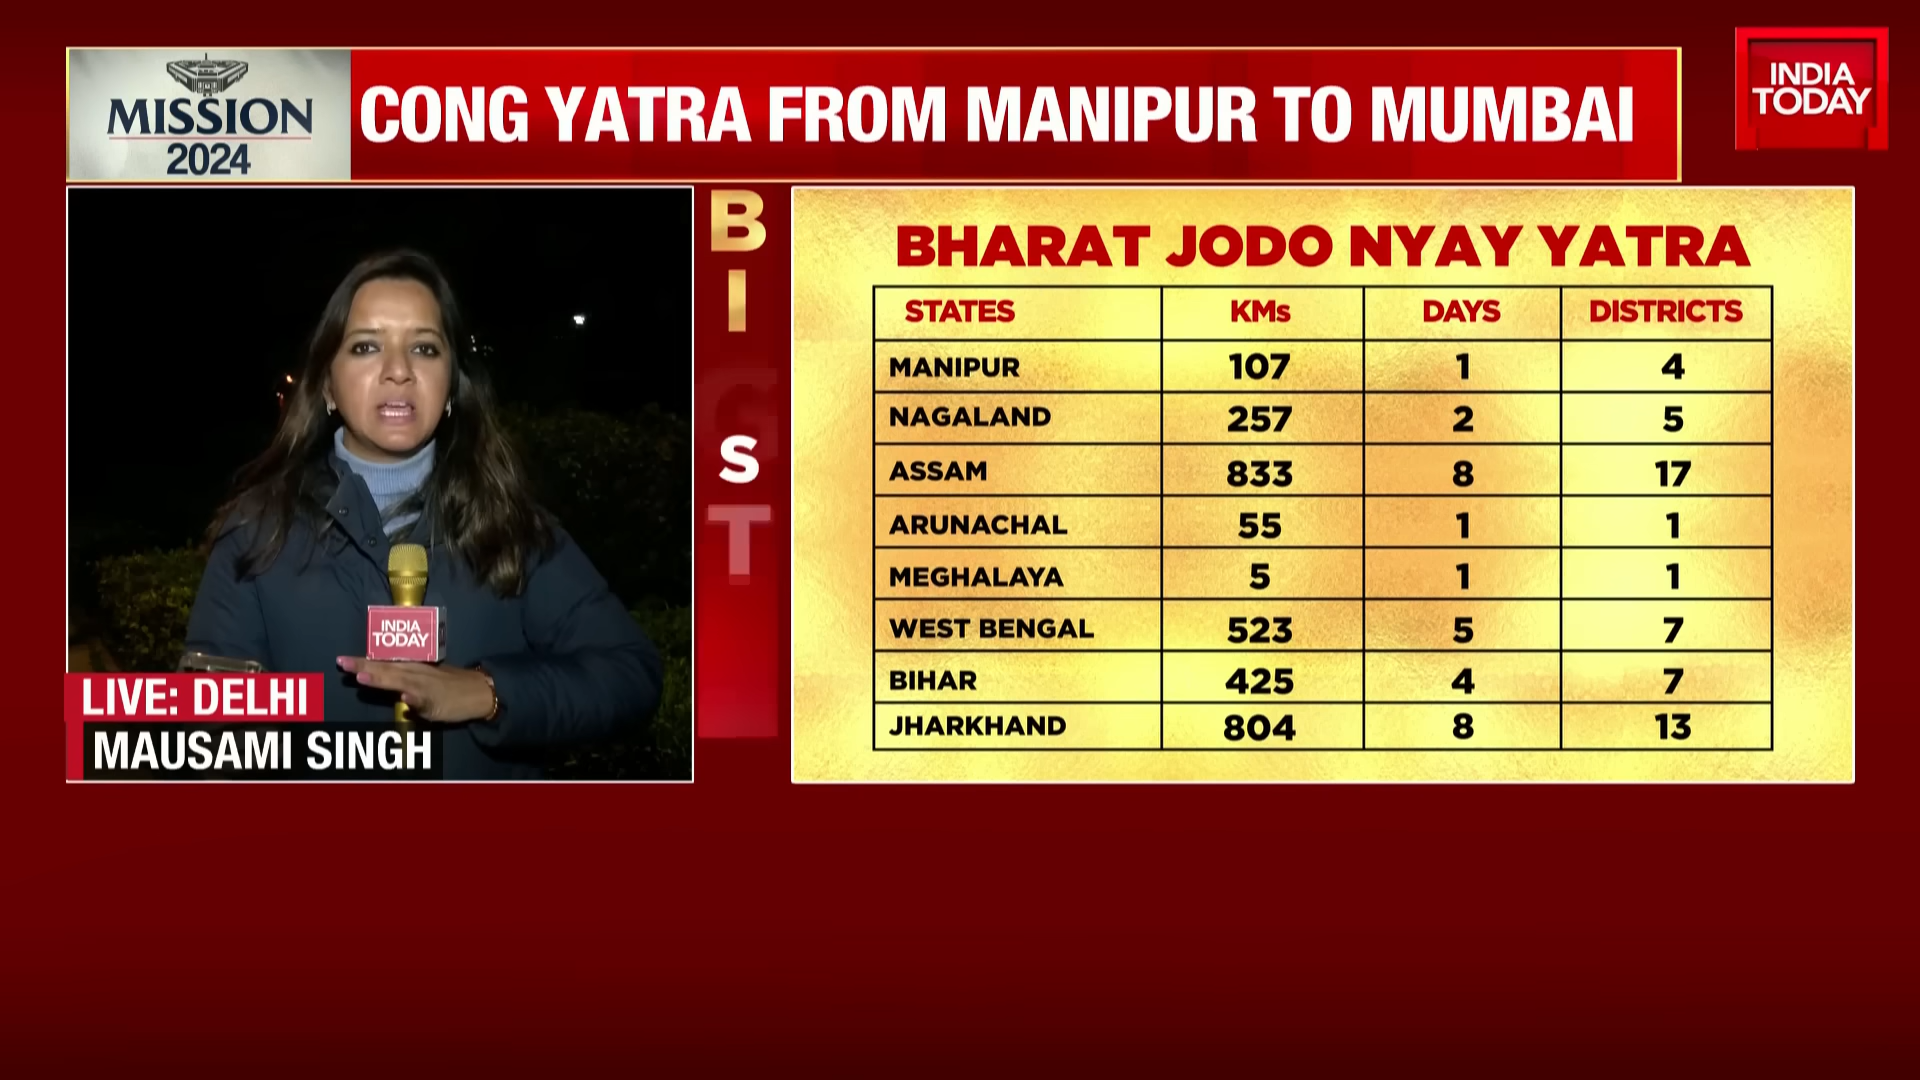 MISSION
2024
CONG YATRA FROM MANIPUR TO MUMBAI
INDIA
TODAY
B
I
G
S
T
BHARAT JODO NYAY YATRA
STATES KMs DAYS DISTRICTS
MANIPUR 107 1 4
NAGALAND 257 2 5
ASSAM 833 8 17
ARUNACHAL 55 1 1
MEGHALAYA 5 1 1
WEST BENGAL 523 5 7
BIHAR 425 4 7
JHARKHAND 804 8 13
INDIA
TODAY
LIVE: DELHI
MAUSAMI SINGH